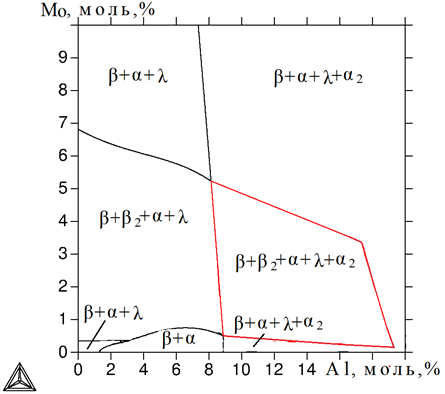 Mo, моль,%
9
8
7
6
5
4
3
2
1
0
β+α+λ
β+α+λ+α₂
β+β₂+α+λ
β+β₂+α+λ+α₂
β+α+λ
β+α
β+α+λ+α₂
0 2 4 6 8 10 12 14 16 Al, моль,%